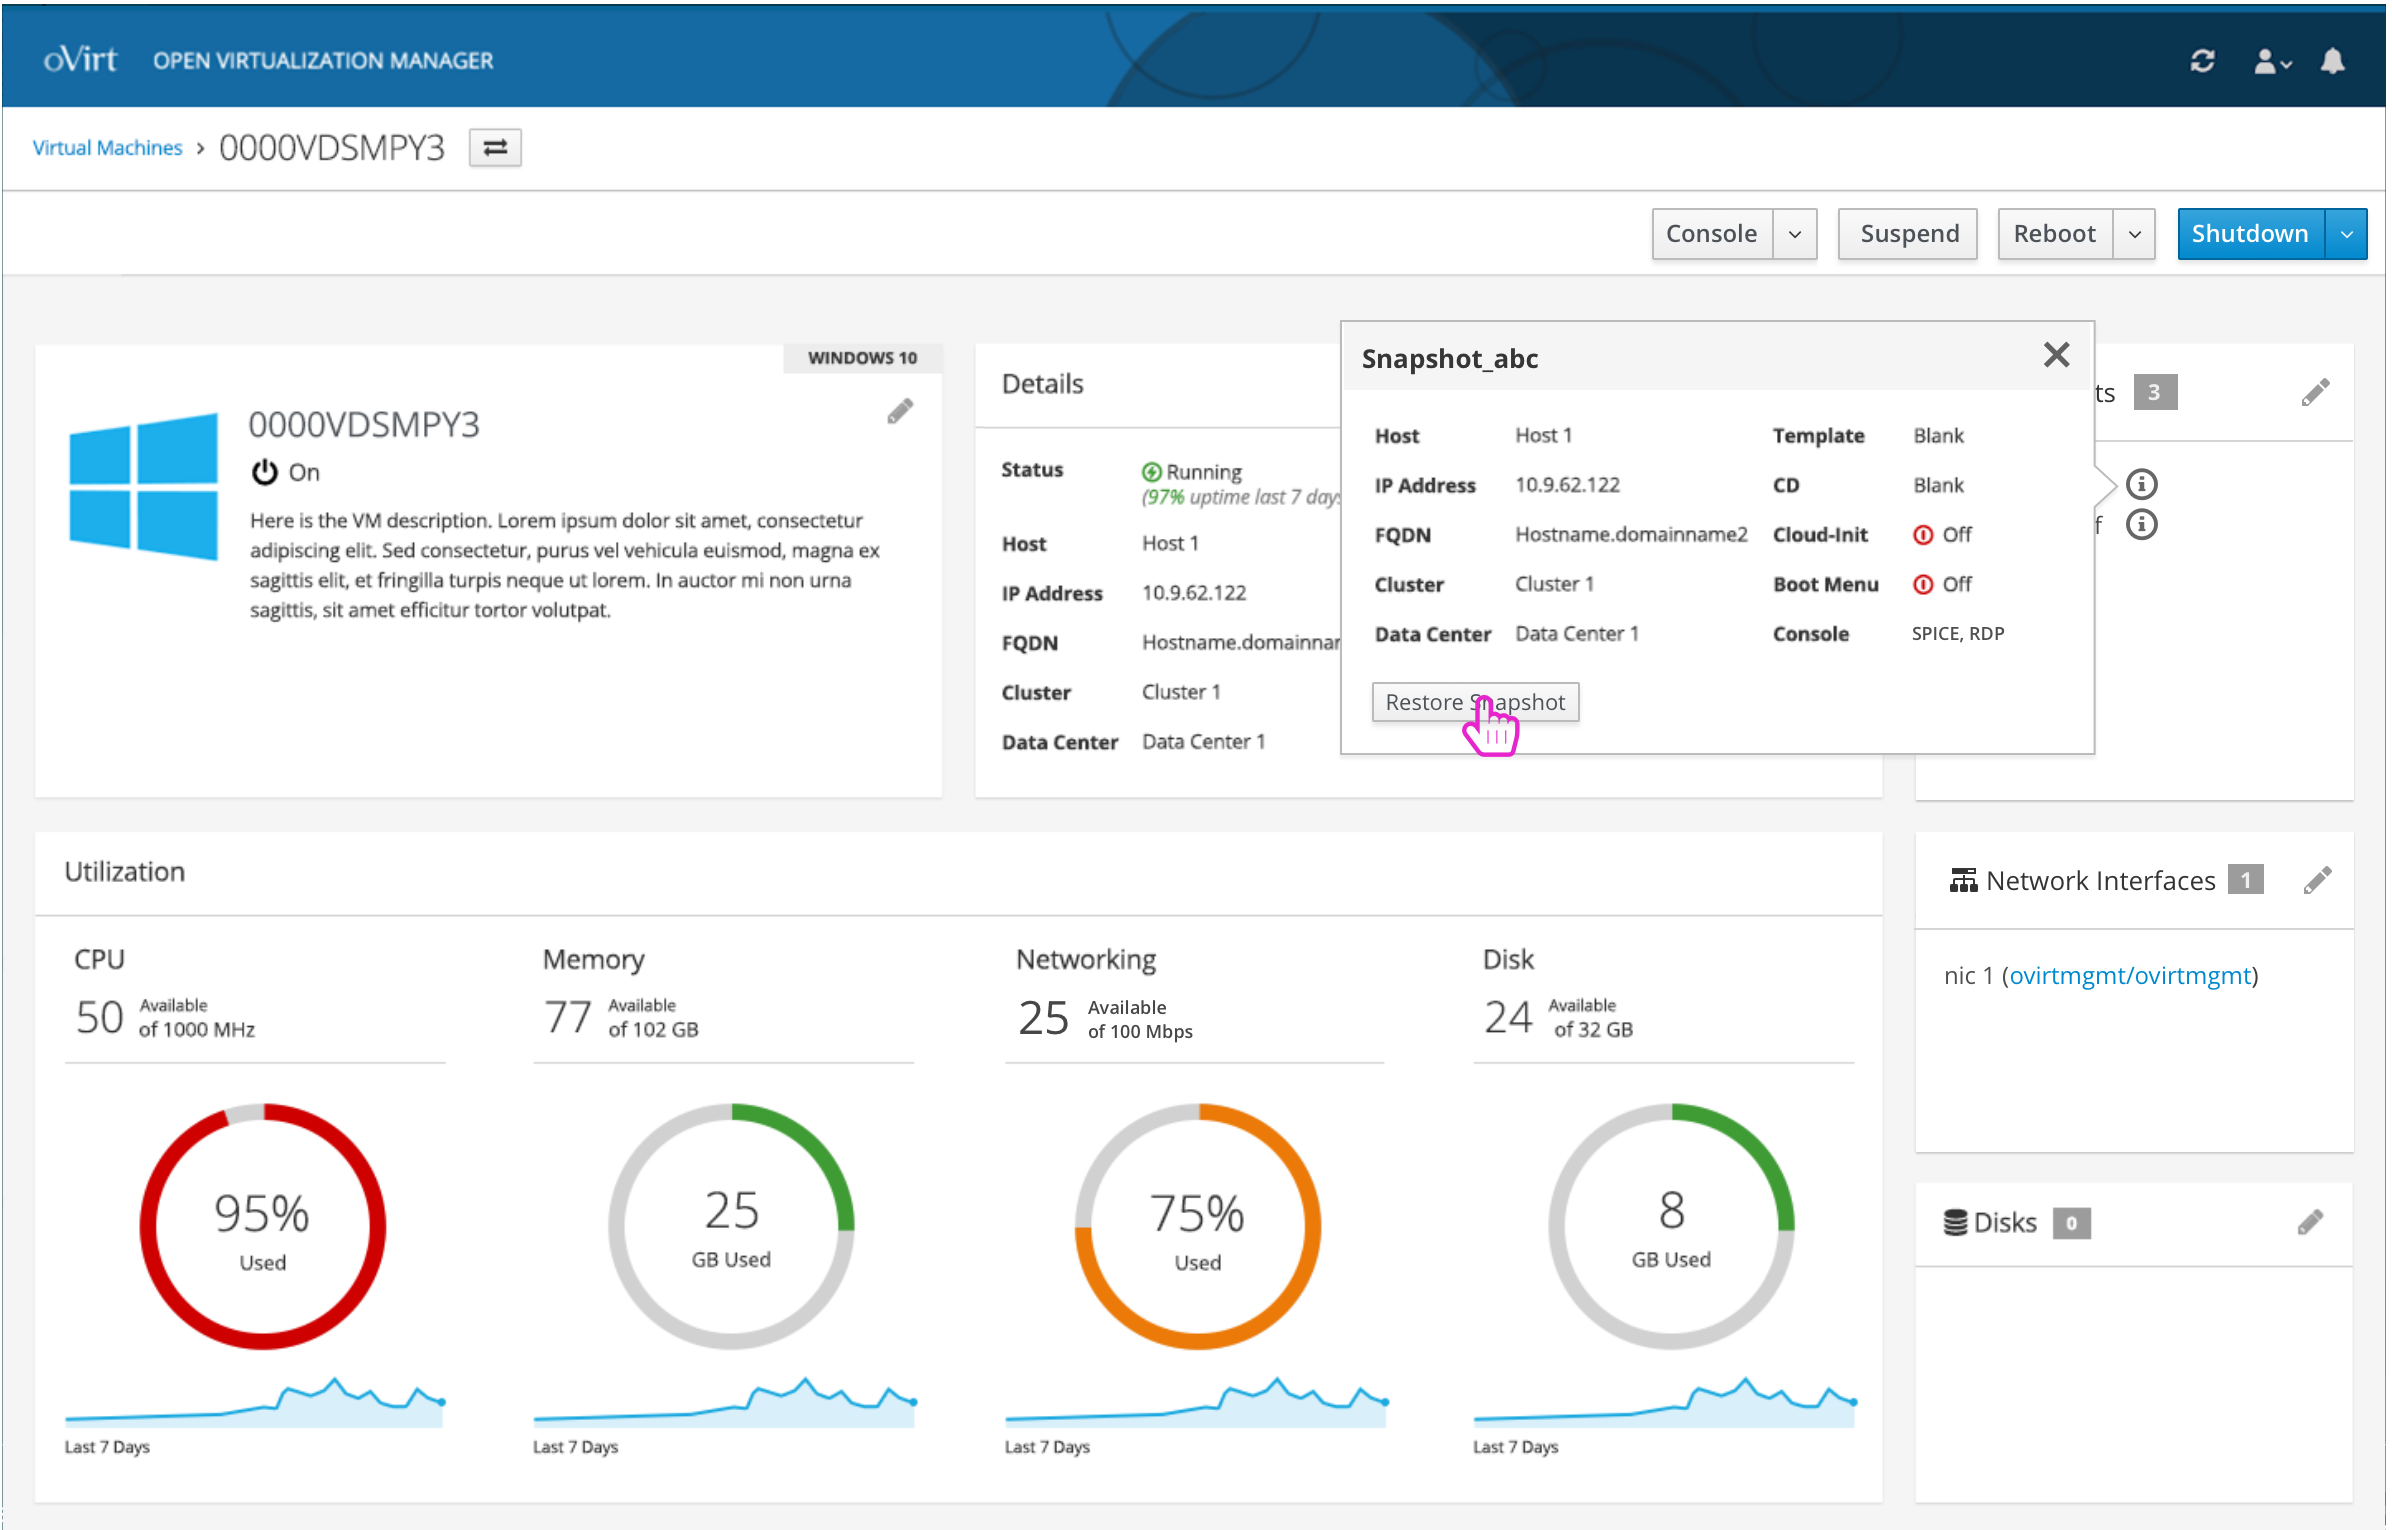 oVirt OPEN VIRTUALIZATION MANAGER
Virtual Machines › 0000VDSMPY3
Console Suspend Reboot Shutdown
WINDOWS 10
0000VDSMPY3
On
Here is the VM description. Lorem ipsum dolor sit amet, consectetur
adipiscing elit. Sed consectetur, purus vel vehicula euismod, magna ex
sagittis elit, et fringilla turpis neque ut lorem. In auctor mi non urna
sagittis, sit amet efficitur tortor volutpat.
Details
Status Running
(97% uptime last 7 days
Host Host 1
IP Address 10.9.62.122
FQDN Hostname.domainnar
Cluster Cluster 1
Data Center Data Center 1
Snapshot_abc
Host Host 1 Template Blank
IP Address 10.9.62.122 CD Blank
FQDN Hostname.domainname2 Cloud-Init Off
Cluster Cluster 1 Boot Menu Off
Data Center Data Center 1 Console SPICE, RDP
Restore Snapshot
ts 3
f
Utilization
CPU
50 Available
of 1000 MHz
95%
Used
Last 7 Days
Memory
77 Available
of 102 GB
25
GB Used
Last 7 Days
Networking
25 Available
of 100 Mbps
75%
Used
Last 7 Days
Disk
24 Available
of 32 GB
8
GB Used
Last 7 Days
Network Interfaces 1
nic 1 (ovirtmgmt/ovirtmgmt)
Disks 0